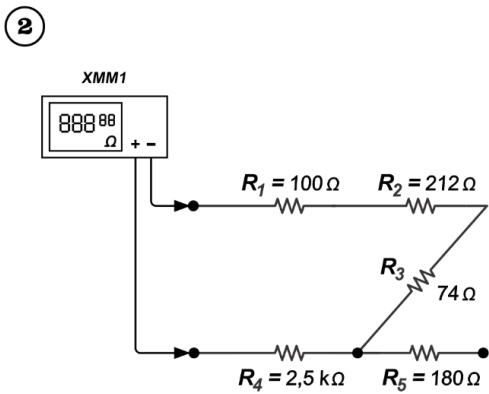 2
XMM1
888 88
Ω
+ −
R₁ = 100 Ω R₂ = 212 Ω
R₃
74 Ω
R₄ = 2,5 kΩ R₅ = 180 Ω